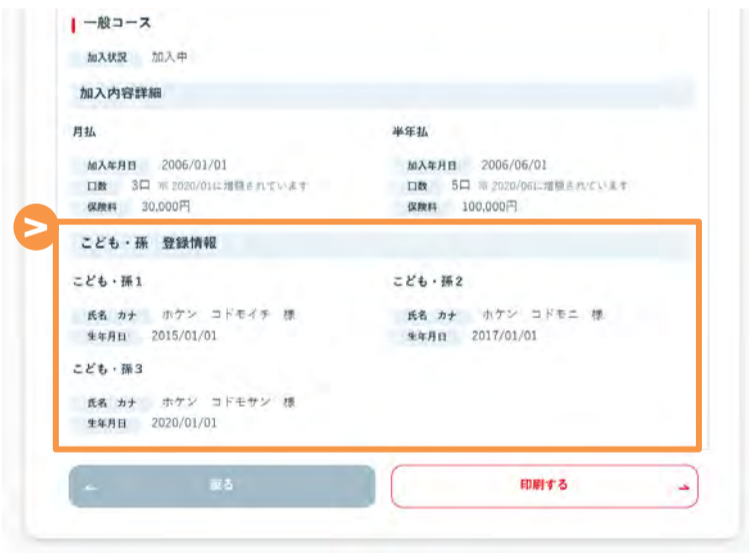 一般コース
加入状況 加入中
加入内容詳細
月払
加入年月日 2006/01/01
口数 3口 ※2020/01に増額されています
保険料 30,000円
半年払
加入年月日 2006/06/01
口数 5口 ※2020/06に増額されています
保険料 100,000円
>
こども・孫 登録情報
こども・孫1
氏名 カナ ホケン コドモイチ 様
生年月日 2015/01/01
こども・孫2
氏名 カナ ホケン コドモニ 様
生年月日 2017/01/01
こども・孫3
氏名 カナ ホケン コドモサン 様
生年月日 2020/01/01
戻る
印刷する